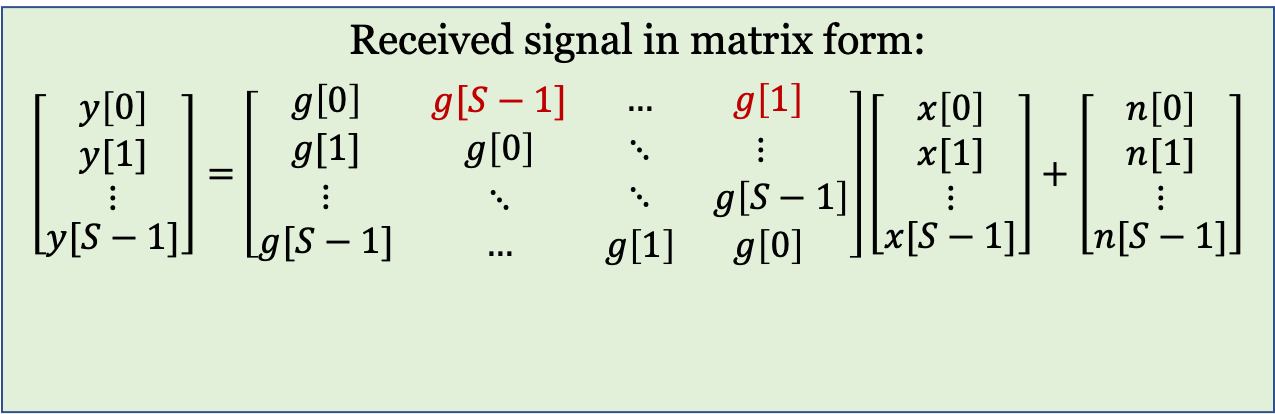 Received signal in matrix form:
y[0] g[0] g[S − 1] … g[1] x[0] n[0]
y[1] g[1] g[0] ⋱ ⋮ x[1] n[1]
⋮ = ⋮ ⋱ ⋱ g[S − 1] ⋮ + ⋮
y[S − 1] g[S − 1] … g[1] g[0] x[S − 1] n[S − 1]